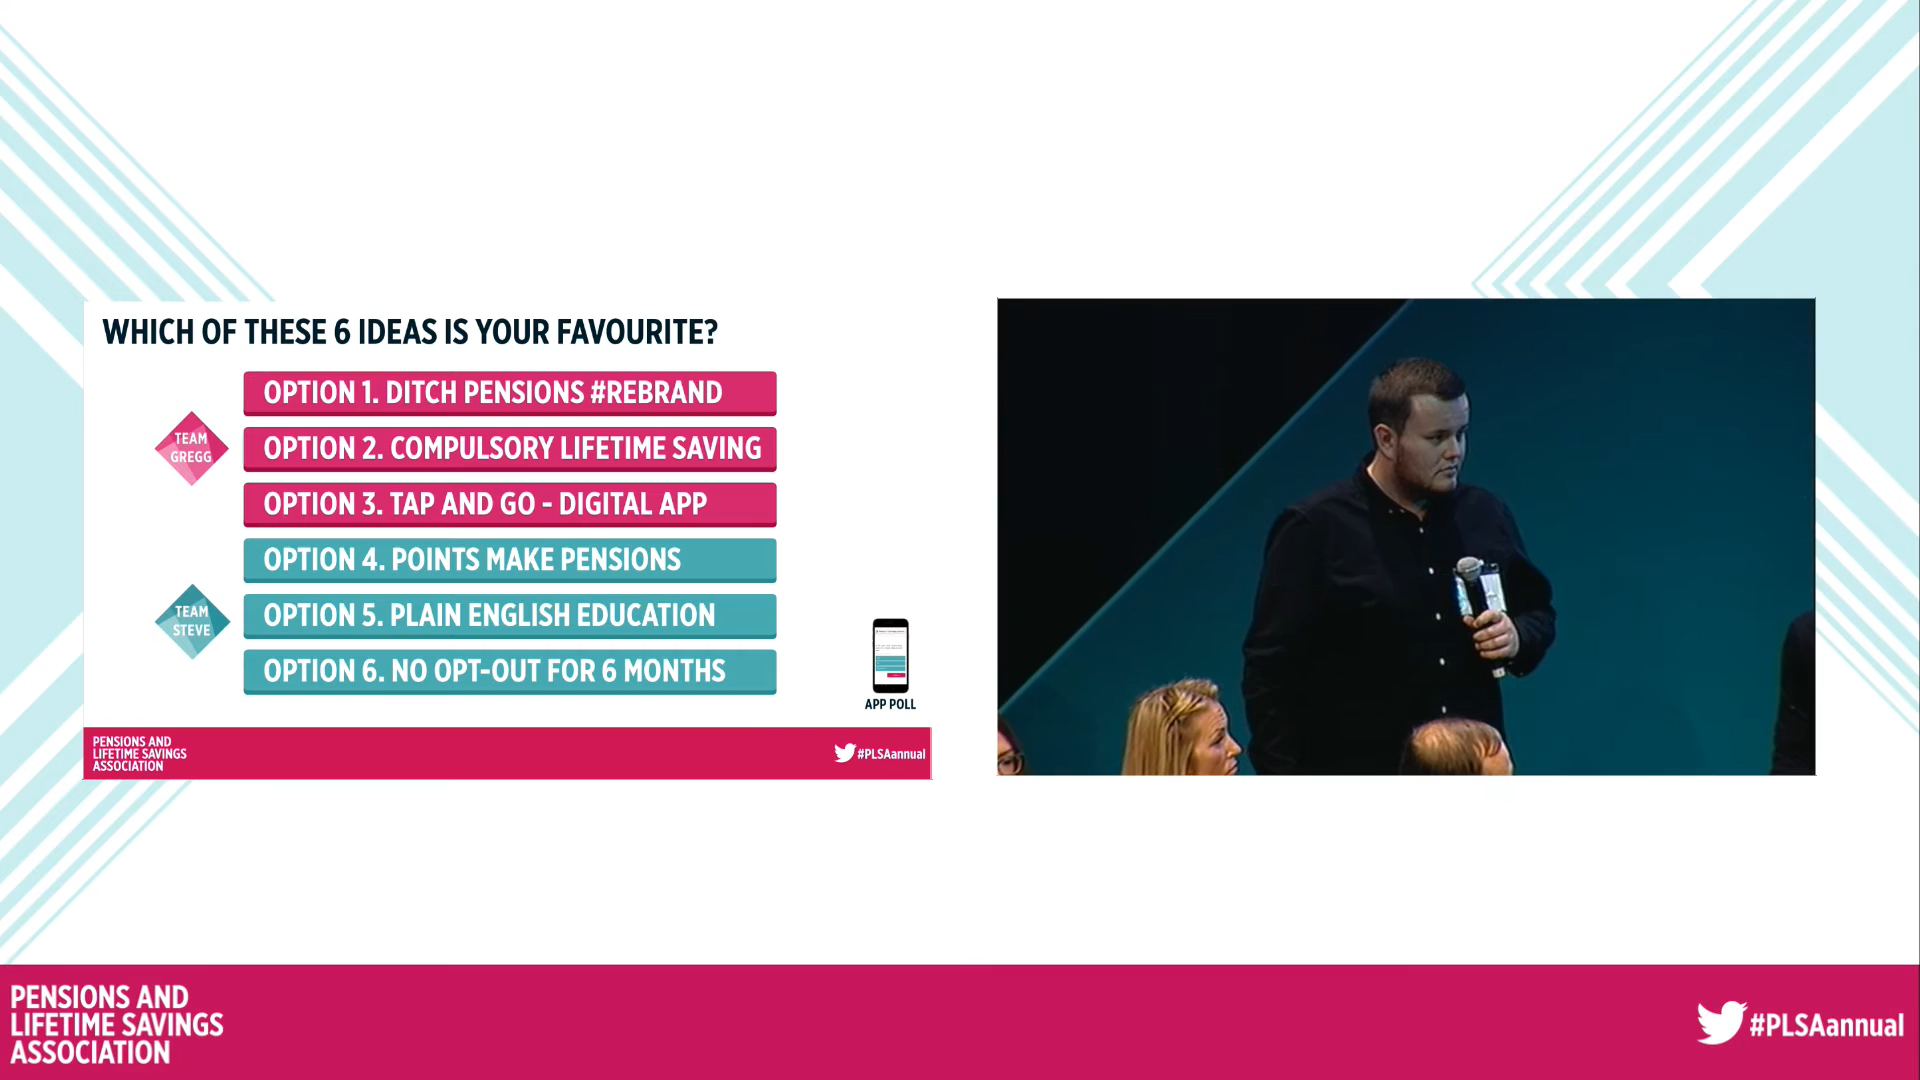 WHICH OF THESE 6 IDEAS IS YOUR FAVOURITE?
TEAM
GREGG
OPTION 1. DITCH PENSIONS #REBRAND
OPTION 2. COMPULSORY LIFETIME SAVING
OPTION 3. TAP AND GO - DIGITAL APP
TEAM
STEVE
OPTION 4. POINTS MAKE PENSIONS
OPTION 5. PLAIN ENGLISH EDUCATION
OPTION 6. NO OPT-OUT FOR 6 MONTHS
APP POLL
PENSIONS AND
LIFETIME SAVINGS
ASSOCIATION
#PLSAannual
PENSIONS AND
LIFETIME SAVINGS
ASSOCIATION
#PLSAannual